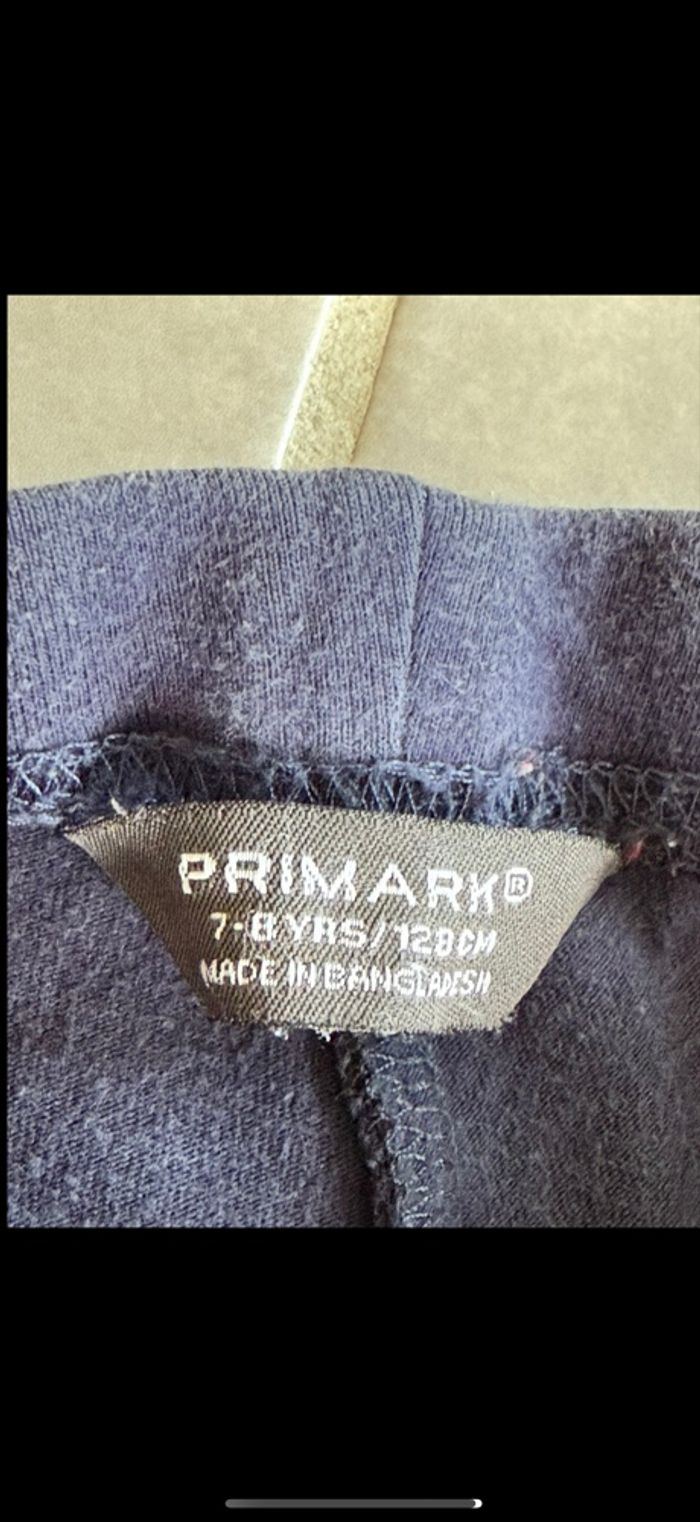 PRIMARK®
7-8 YRS/128CM
MADE IN BANGLADESH